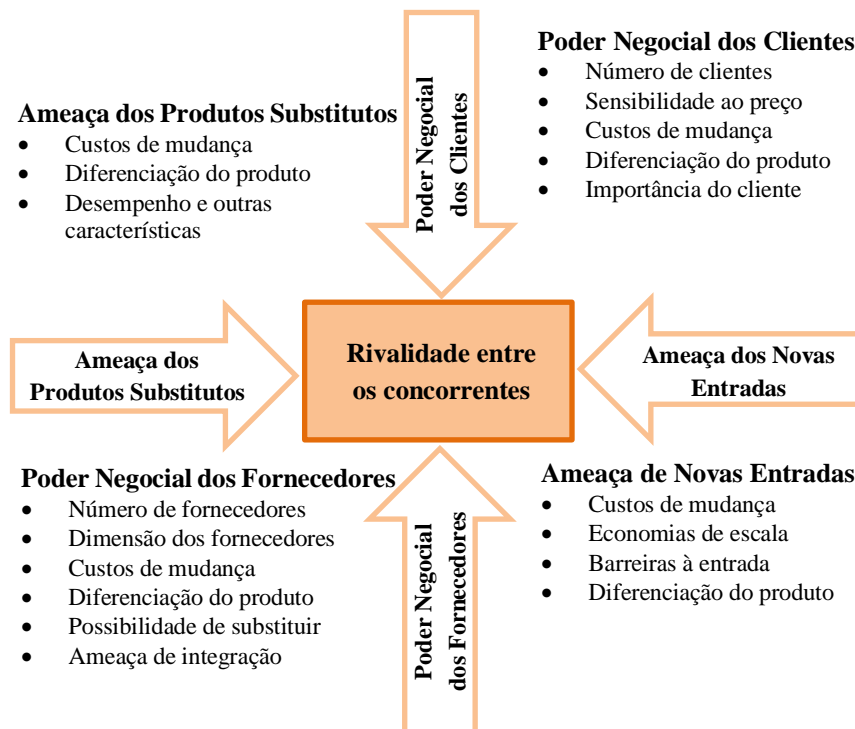 Poder Negocial dos Clientes
• Número de clientes
• Sensibilidade ao preço
• Custos de mudança
• Diferenciação do produto
• Importância do cliente
Ameaça dos Produtos Substitutos
• Custos de mudança
• Diferenciação do produto
• Desempenho e outras
características
Poder Negocial
dos Clientes
Ameaça dos
Produtos Substitutos
Rivalidade entre
os concorrentes
Ameaça dos Novas
Entradas
Poder Negocial dos Fornecedores
• Número de fornecedores
• Dimensão dos fornecedores
• Custos de mudança
• Diferenciação do produto
• Possibilidade de substituir
• Ameaça de integração
Poder Negocial
dos Fornecedores
Ameaça de Novas Entradas
• Custos de mudança
• Economias de escala
• Barreiras à entrada
• Diferenciação do produto